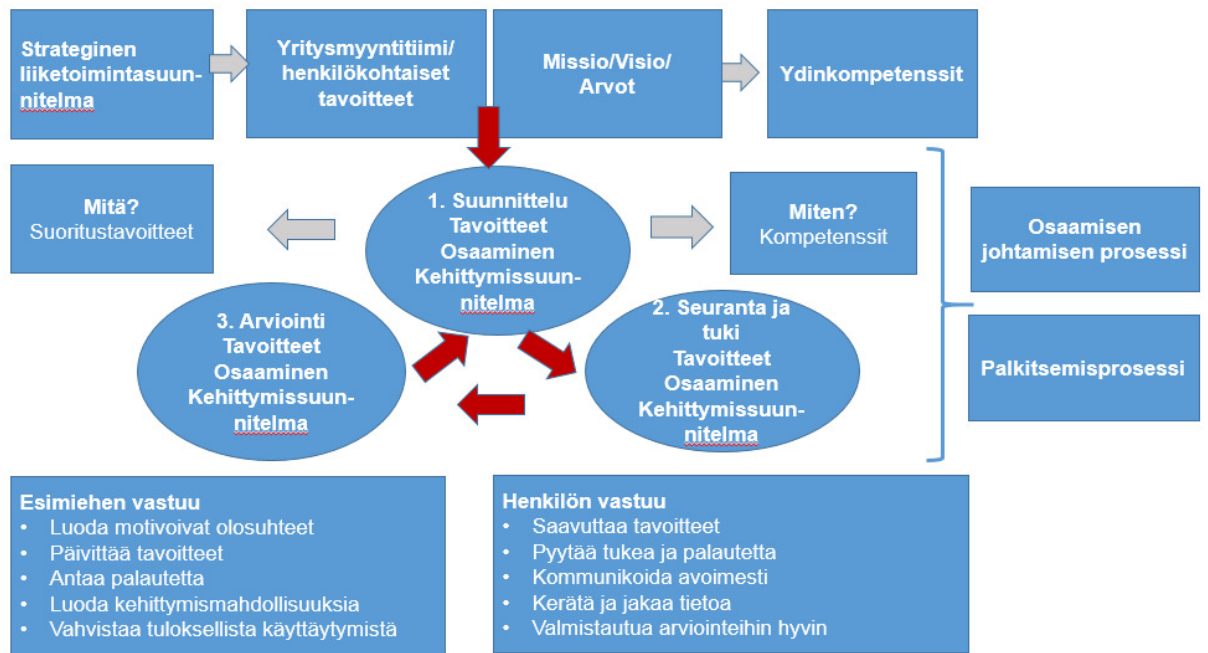 Strateginen
liiketoimintasuun-
nitelma
Yritysmyyntitiimi/
henkilökohtaiset
tavoitteet
Missio/Visio/
Arvot
Ydinkompetenssit
Mitä?
Suoritustavoitteet
1. Suunnittelu
Tavoitteet
Osaaminen
Kehittymissuun-
nitelma
Miten?
Kompetenssit
Osaamisen
johtamisen prosessi
3. Arviointi
Tavoitteet
Osaaminen
Kehittymissuun-
nitelma
2. Seuranta ja
tuki
Tavoitteet
Osaaminen
Kehittymissuun-
nitelma
Palkitsemisprosessi
Esimiehen vastuu
• Luoda motivoivat olosuhteet
• Päivittää tavoitteet
• Antaa palautetta
• Luoda kehittymismahdollisuuksia
• Vahvistaa tuloksellista käyttäytymistä
Henkilön vastuu
• Saavuttaa tavoitteet
• Pyytää tukea ja palautetta
• Kommunikoida avoimesti
• Kerätä ja jakaa tietoa
• Valmistautua arviointeihin hyvin